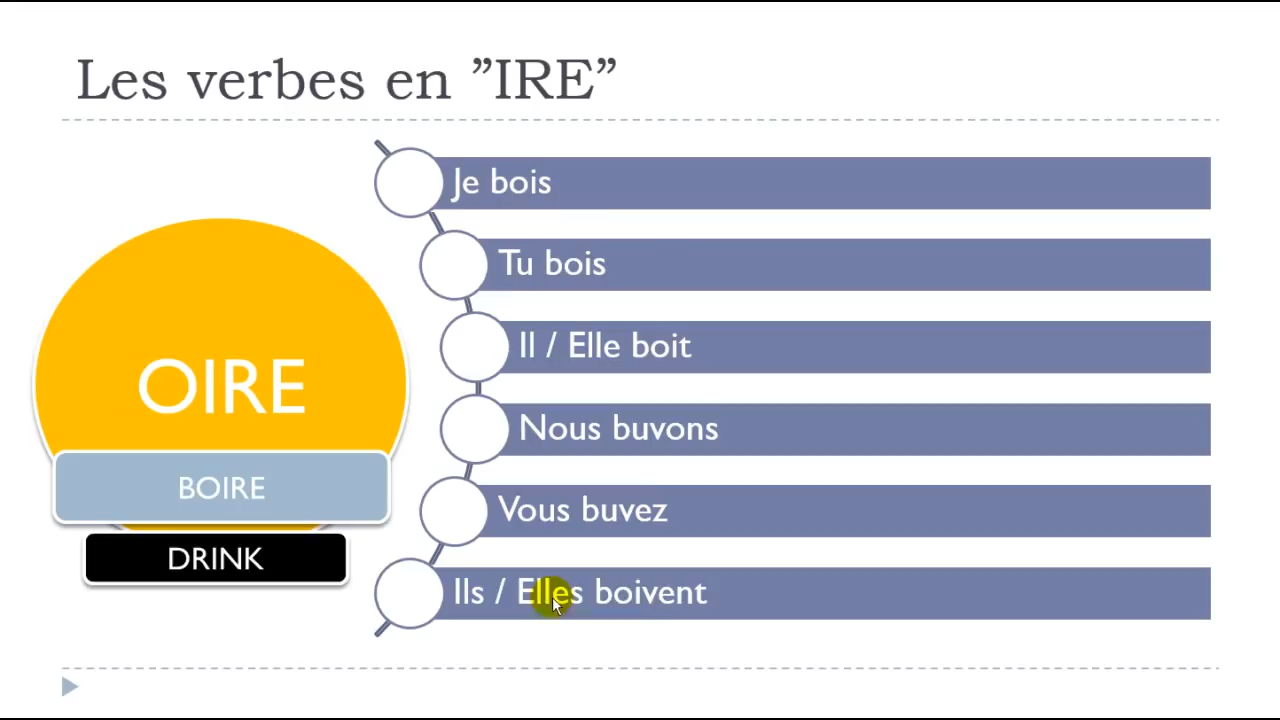 Les verbes en ”IRE”
OIRE
BOIRE
DRINK
Je bois
Tu bois
Il / Elle boit
Nous buvons
Vous buvez
Ils / Elles boivent